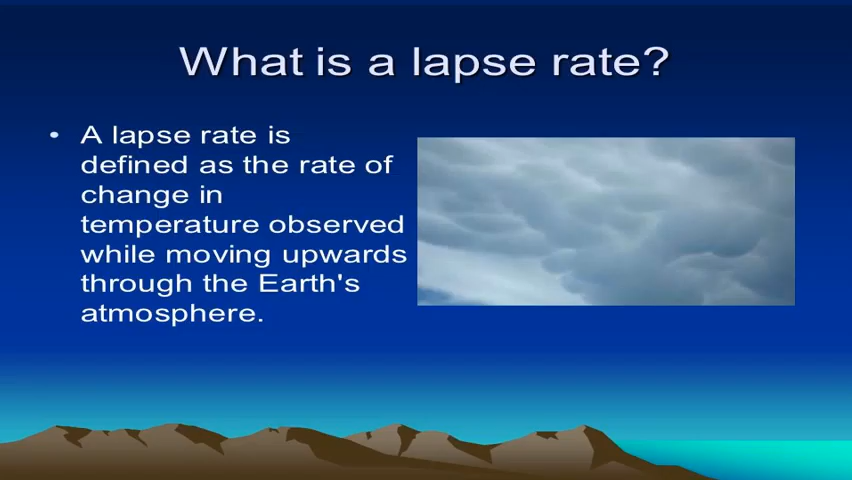 What is a lapse rate?
• A lapse rate is
defined as the rate of
change in
temperature observed
while moving upwards
through the Earth's
atmosphere.